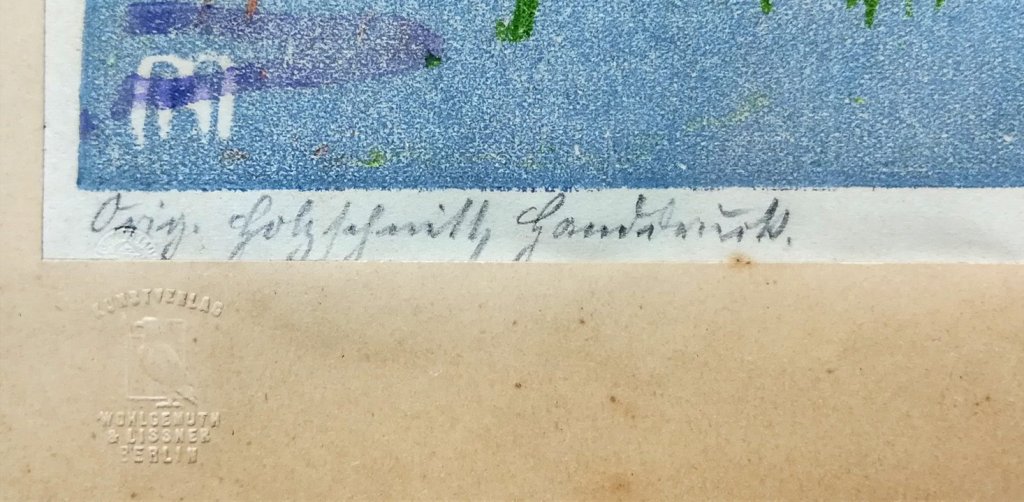 Orig. Holzschnitt, Handdruck.
KUNSTVERLAG
WOHLGEMUTH
& LISSNER
BERLIN